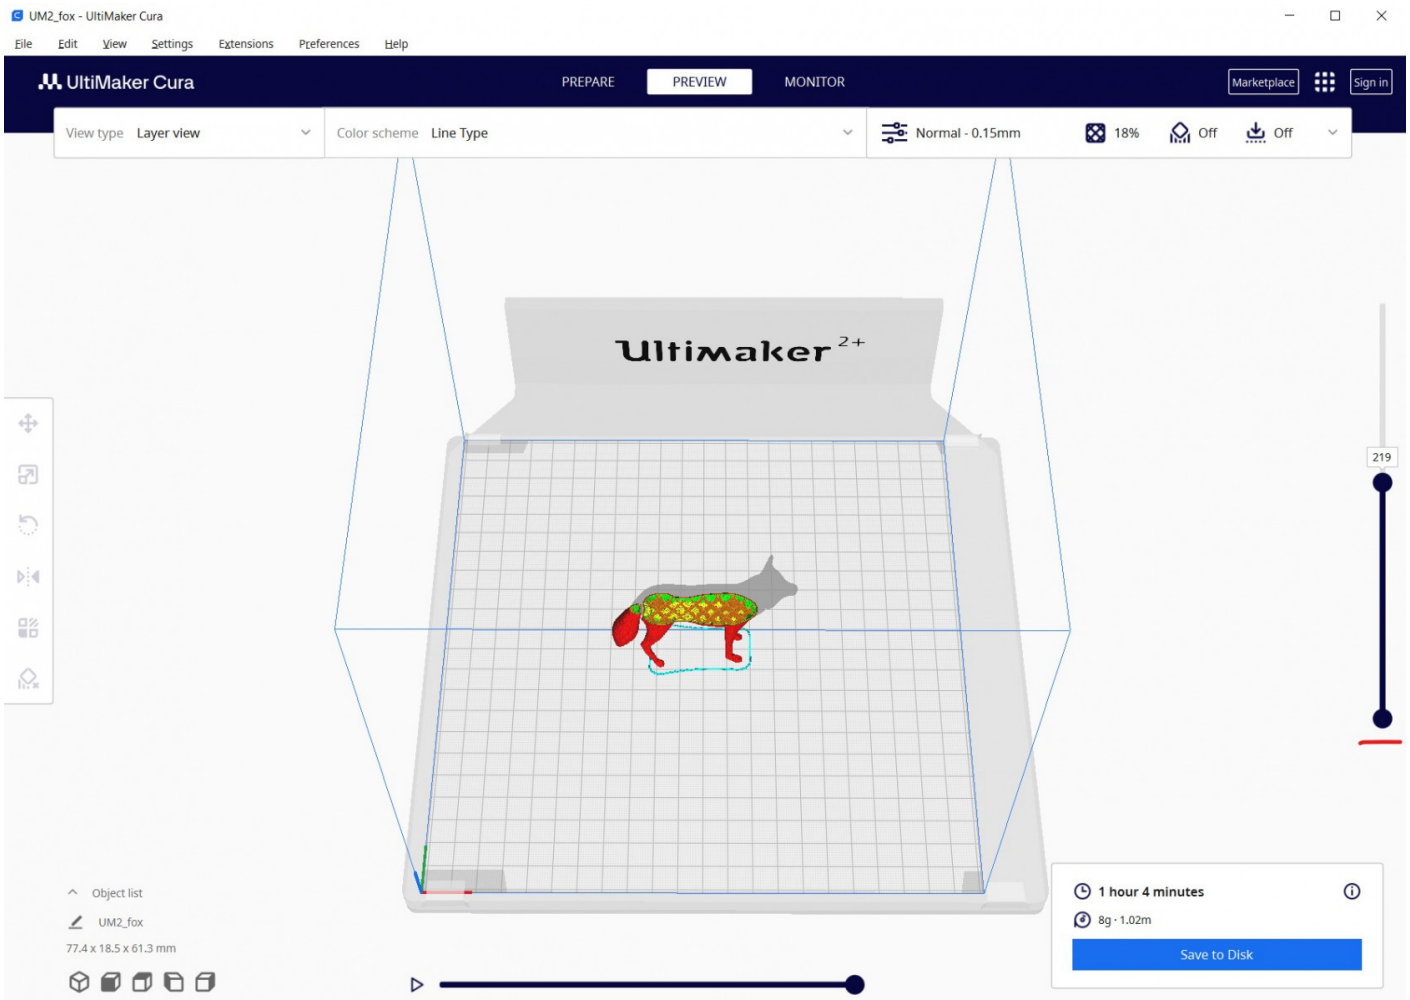 UM2_fox - UltiMaker Cura
File Edit View Settings Extensions Preferences Help
UltiMaker Cura PREPARE PREVIEW MONITOR Marketplace Sign in
View type Layer view Color scheme Line Type Normal - 0.15mm 18% Off Off
Ultimaker 2+
219
Object list
UM2_fox
77.4 x 18.5 x 61.3 mm
1 hour 4 minutes
8g · 1.02m
Save to Disk